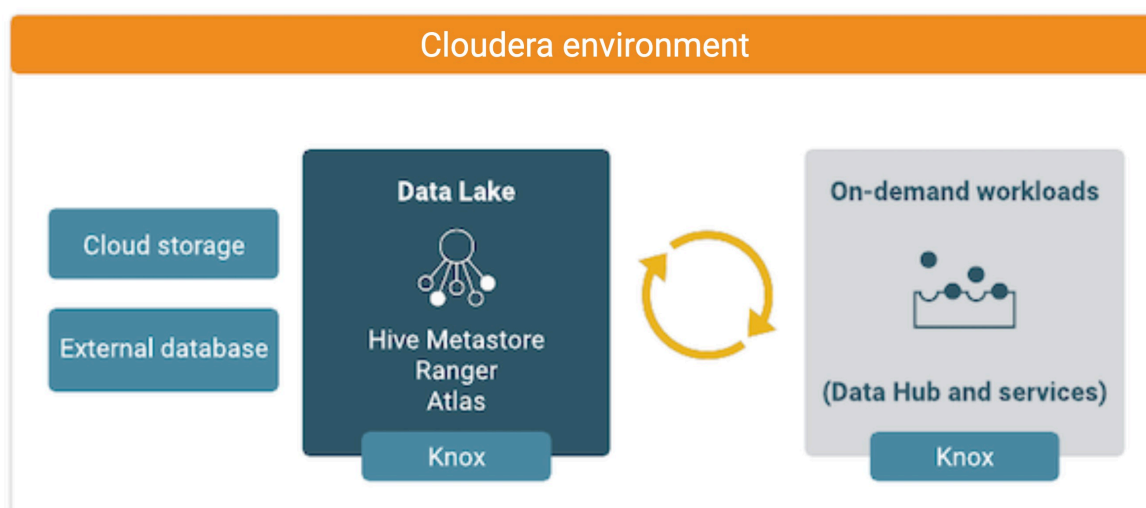 Cloudera environment
Cloud storage
External database
Data Lake
Hive Metastore
Ranger
Atlas
Knox
On-demand workloads
(Data Hub and services)
Knox